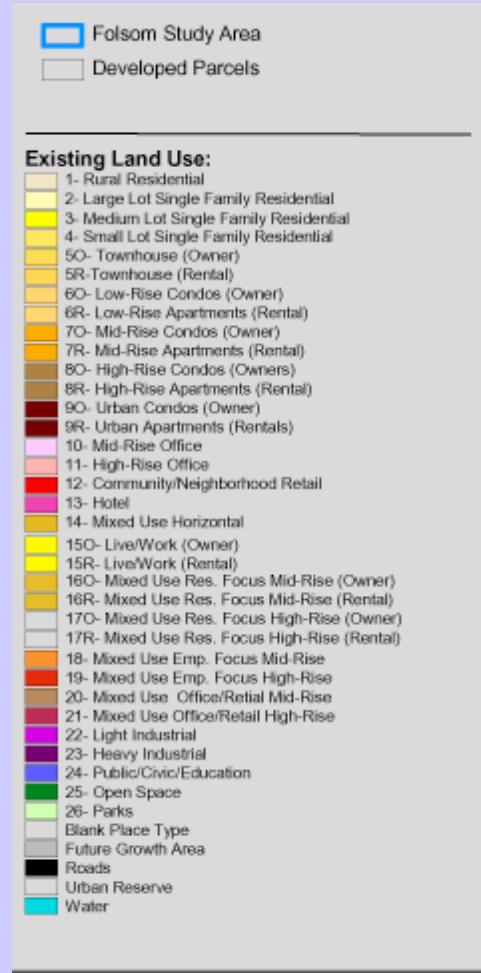 Folsom Study Area
Developed Parcels
Existing Land Use:
1- Rural Residential
2- Large Lot Single Family Residential
3- Medium Lot Single Family Residential
4- Small Lot Single Family Residential
5O- Townhouse (Owner)
5R-Townhouse (Rental)
6O- Low-Rise Condos (Owner)
6R- Low-Rise Apartments (Rental)
7O- Mid-Rise Condos (Owner)
7R- Mid-Rise Apartments (Rental)
8O- High-Rise Condos (Owners)
8R- High-Rise Apartments (Rental)
9O- Urban Condos (Owner)
9R- Urban Apartments (Rentals)
10- Mid-Rise Office
11- High-Rise Office
12- Community/Neighborhood Retail
13- Hotel
14- Mixed Use Horizontal
15O- Live/Work (Owner)
15R- Live/Work (Rental)
16O- Mixed Use Res. Focus Mid-Rise (Owner)
16R- Mixed Use Res. Focus Mid-Rise (Rental)
17O- Mixed Use Res. Focus High-Rise (Owner)
17R- Mixed Use Res. Focus High-Rise (Rental)
18- Mixed Use Emp. Focus Mid-Rise
19- Mixed Use Emp. Focus High-Rise
20- Mixed Use Office/Retial Mid-Rise
21- Mixed Use Office/Retail High-Rise
22- Light Industrial
23- Heavy Industrial
24- Public/Civic/Education
25- Open Space
26- Parks
Blank Place Type
Future Growth Area
Roads
Urban Reserve
Water